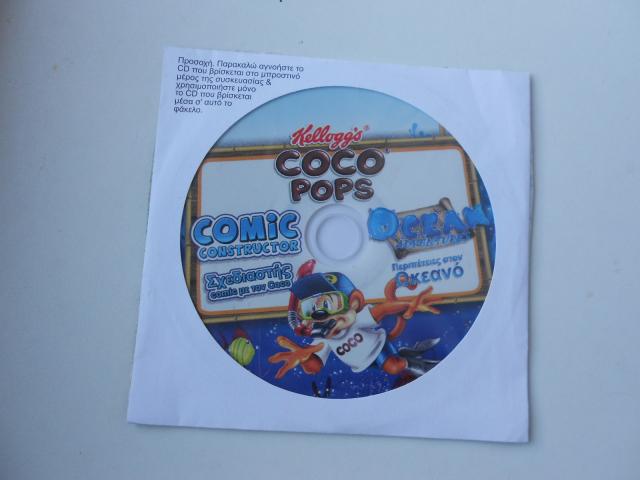 Προσοχή. Παρακαλώ αγνοήστε το
CD που βρίσκεται στο μπροστινό
μέρος της συσκευασίας &
χρησιμοποιήστε μόνο
το CD που βρίσκεται
μέσα σ' αυτό το
φάκελο.
Kellogg's®
COCO
POPS
COMiC
CONSTRUCTOR
Σχεδιαστής
Comic με τον Coco
OCEAN
ADVENTURES
Περιπέτειες στον
Ωκεανό
COCO